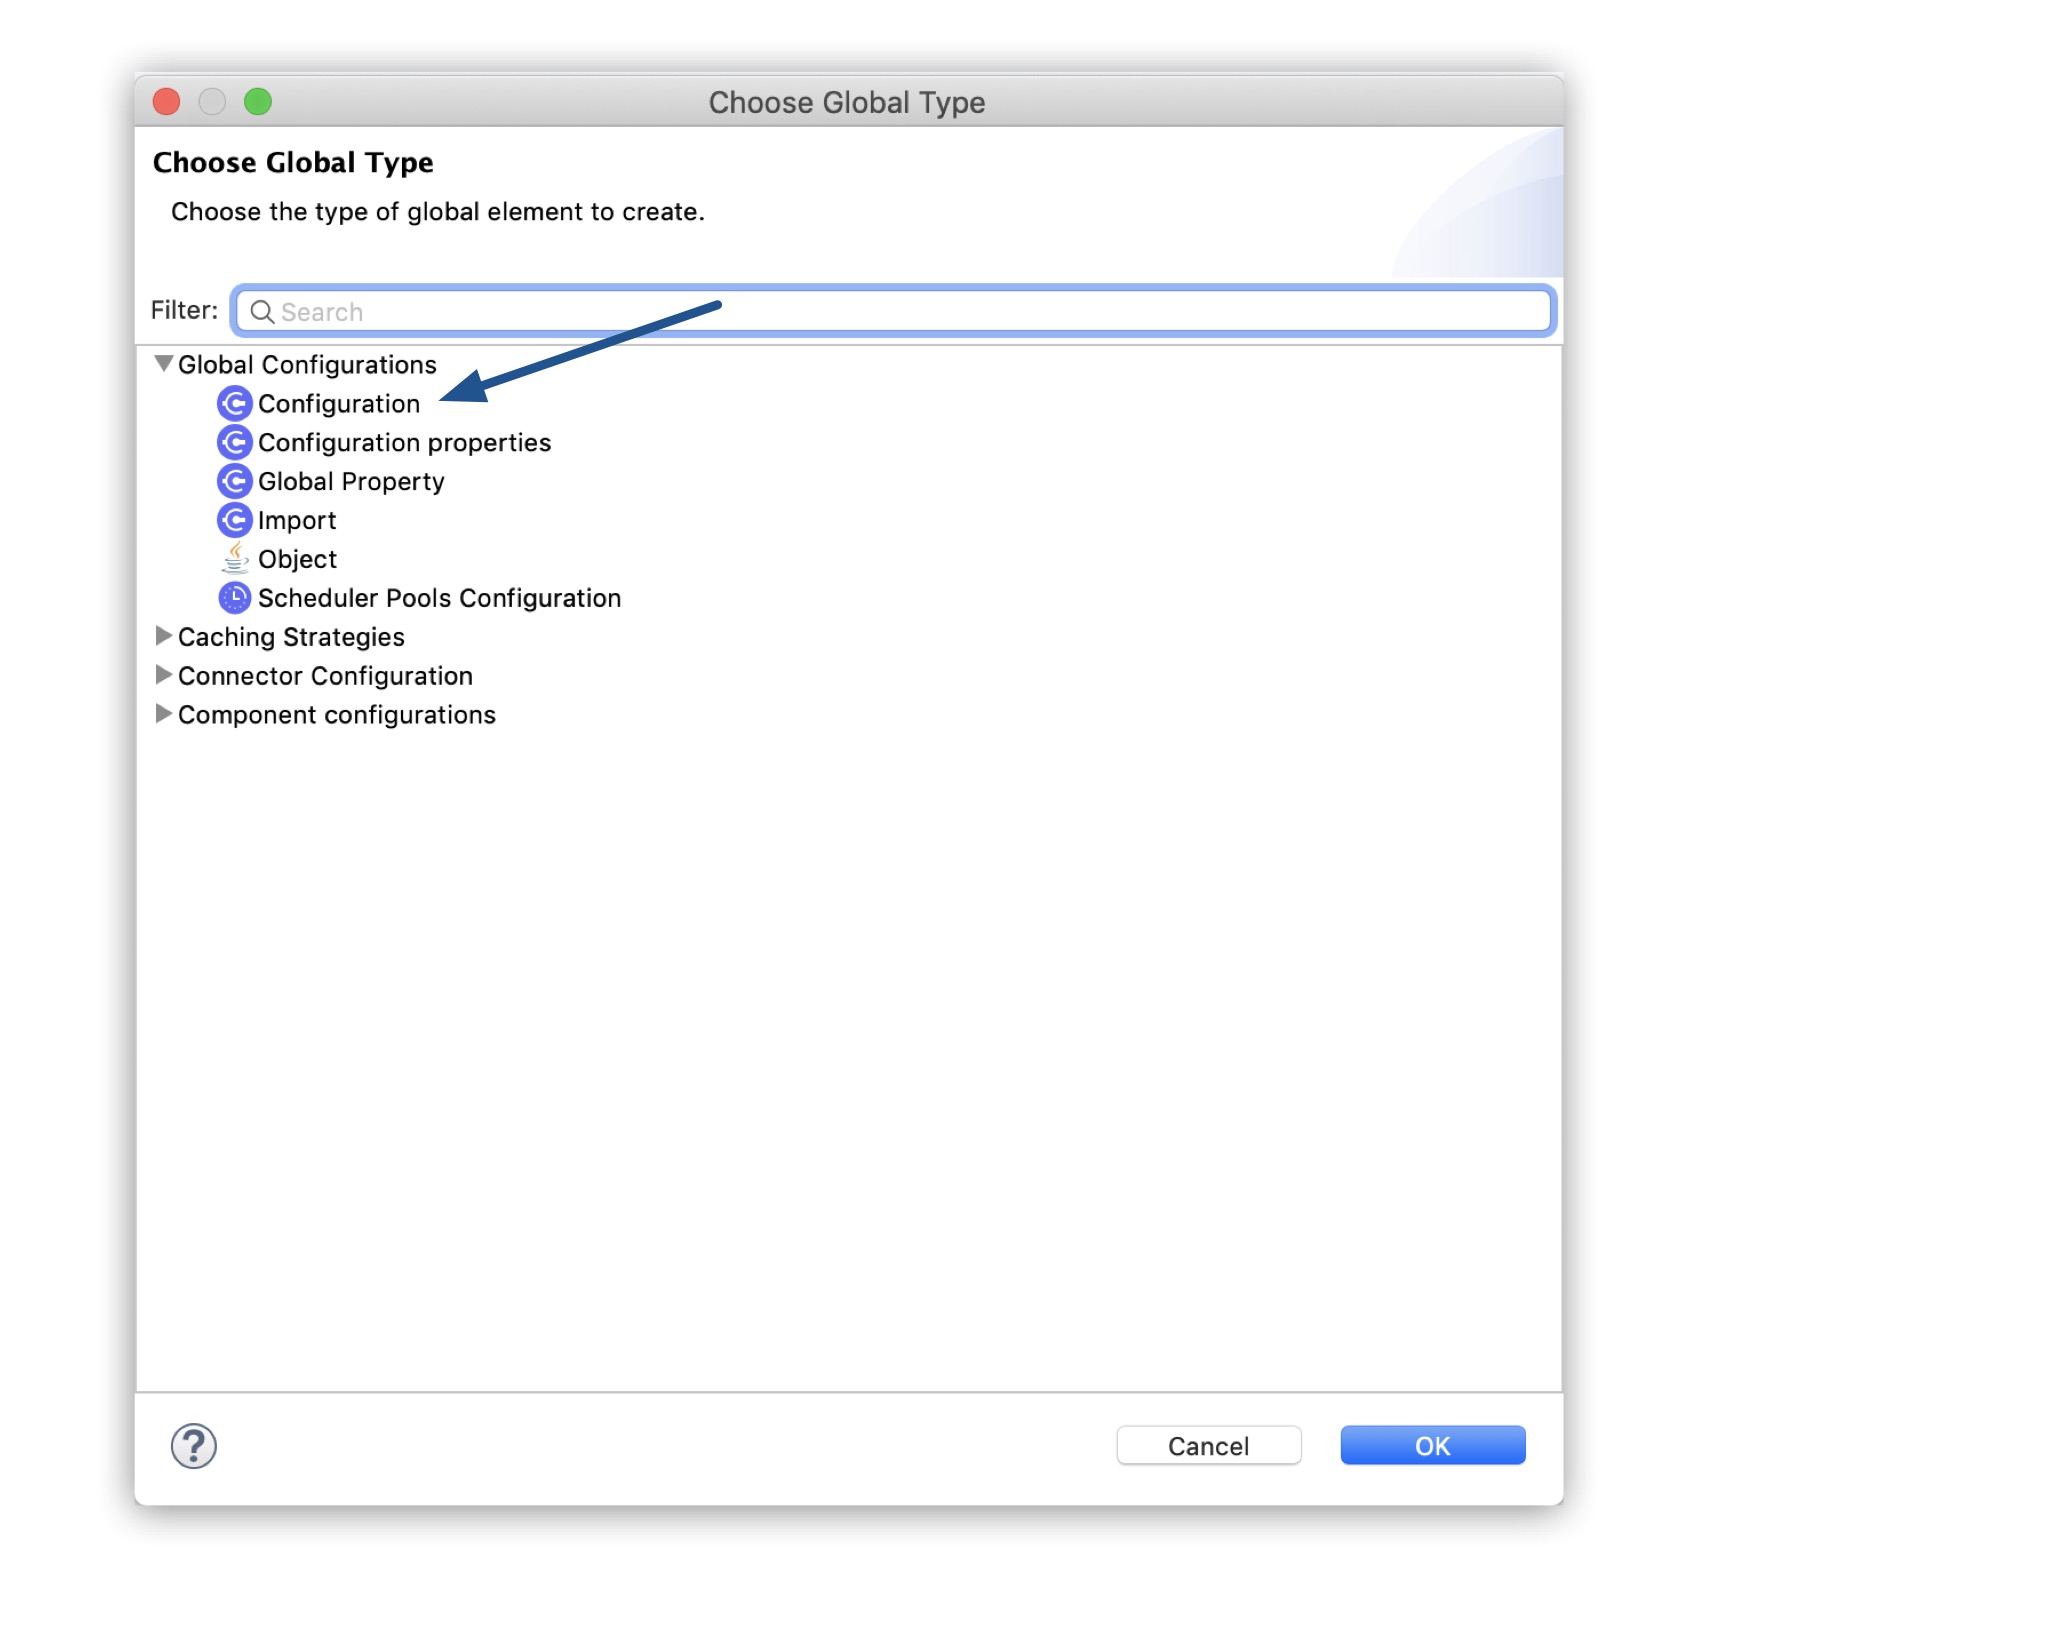 Choose Global Type
Choose Global Type
Choose the type of global element to create.
Filter: Search
Global Configurations
Configuration
Configuration properties
Global Property
Import
Object
Scheduler Pools Configuration
Caching Strategies
Connector Configuration
Component configurations
? Cancel OK